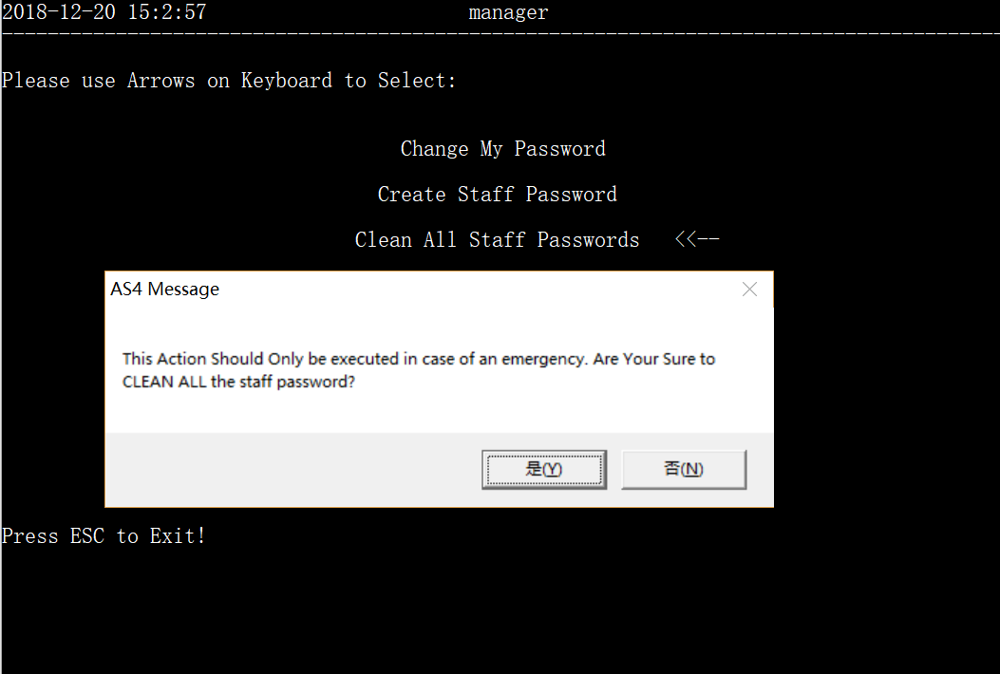 2018-12-20 15:2:57 manager
Please use Arrows on Keyboard to Select:
Change My Password
Create Staff Password
Clean All Staff Passwords <<--
AS4 Message
This Action Should Only be executed in case of an emergency. Are Your Sure to
CLEAN ALL the staff password?
是(Y) 否(N)
Press ESC to Exit!